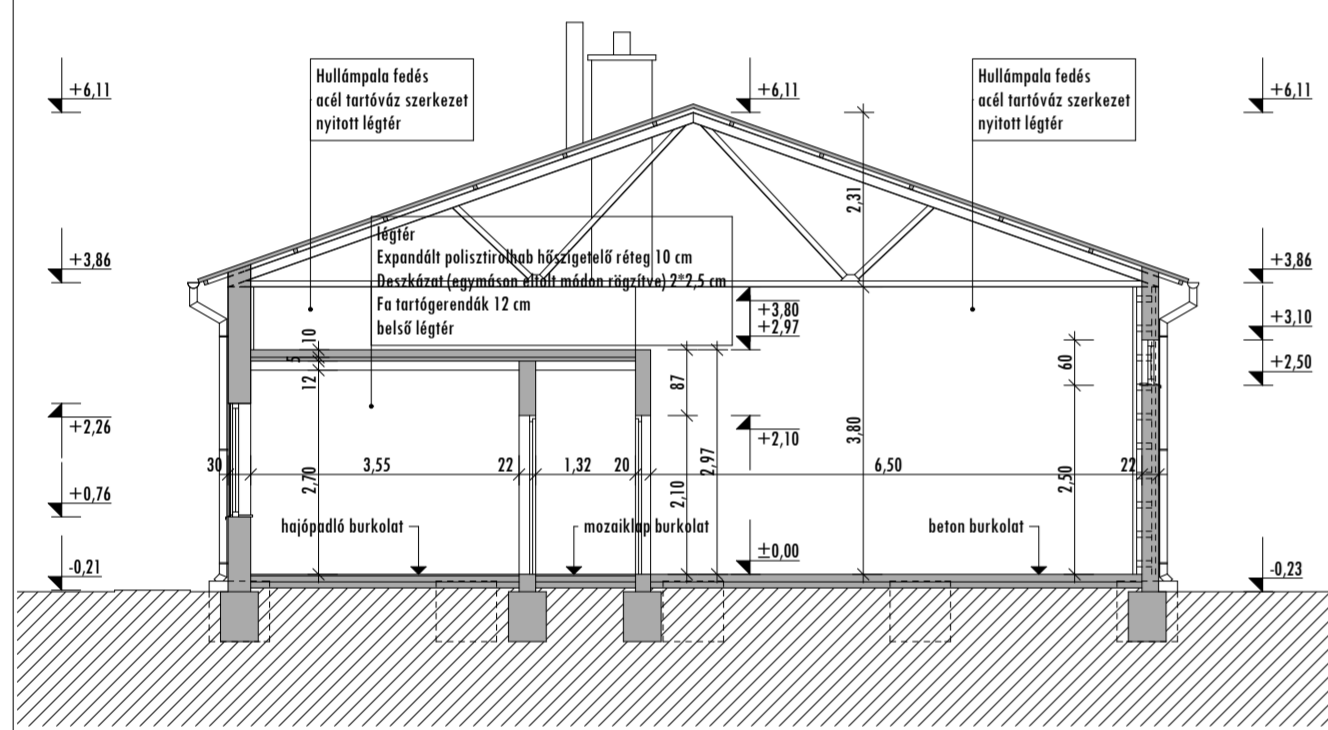 +6,11
Hullámpala fedés
acél tartóváz szerkezet
nyitott légtér
+6,11
Hullámpala fedés
acél tartóváz szerkezet
nyitott légtér
+6,11
2,31
légtér
Expandált polisztirolhab hőszigetelő réteg 10 cm
Deszkázat (egymáson eltolt módon rögzítve) 2*2,5 cm
Fa tartógerendák 12 cm
belső légtér
+3,86
+3,86
+3,80
+2,97
+3,10
+2,50
10
5
12
87
60
+2,26
+2,10
3,80
30
3,55
22
1,32
20
6,50
22
2,70
2,10
2,97
2,50
+0,76
hajópadló burkolat
mozaiklap burkolat
beton burkolat
±0,00
-0,21
-0,23